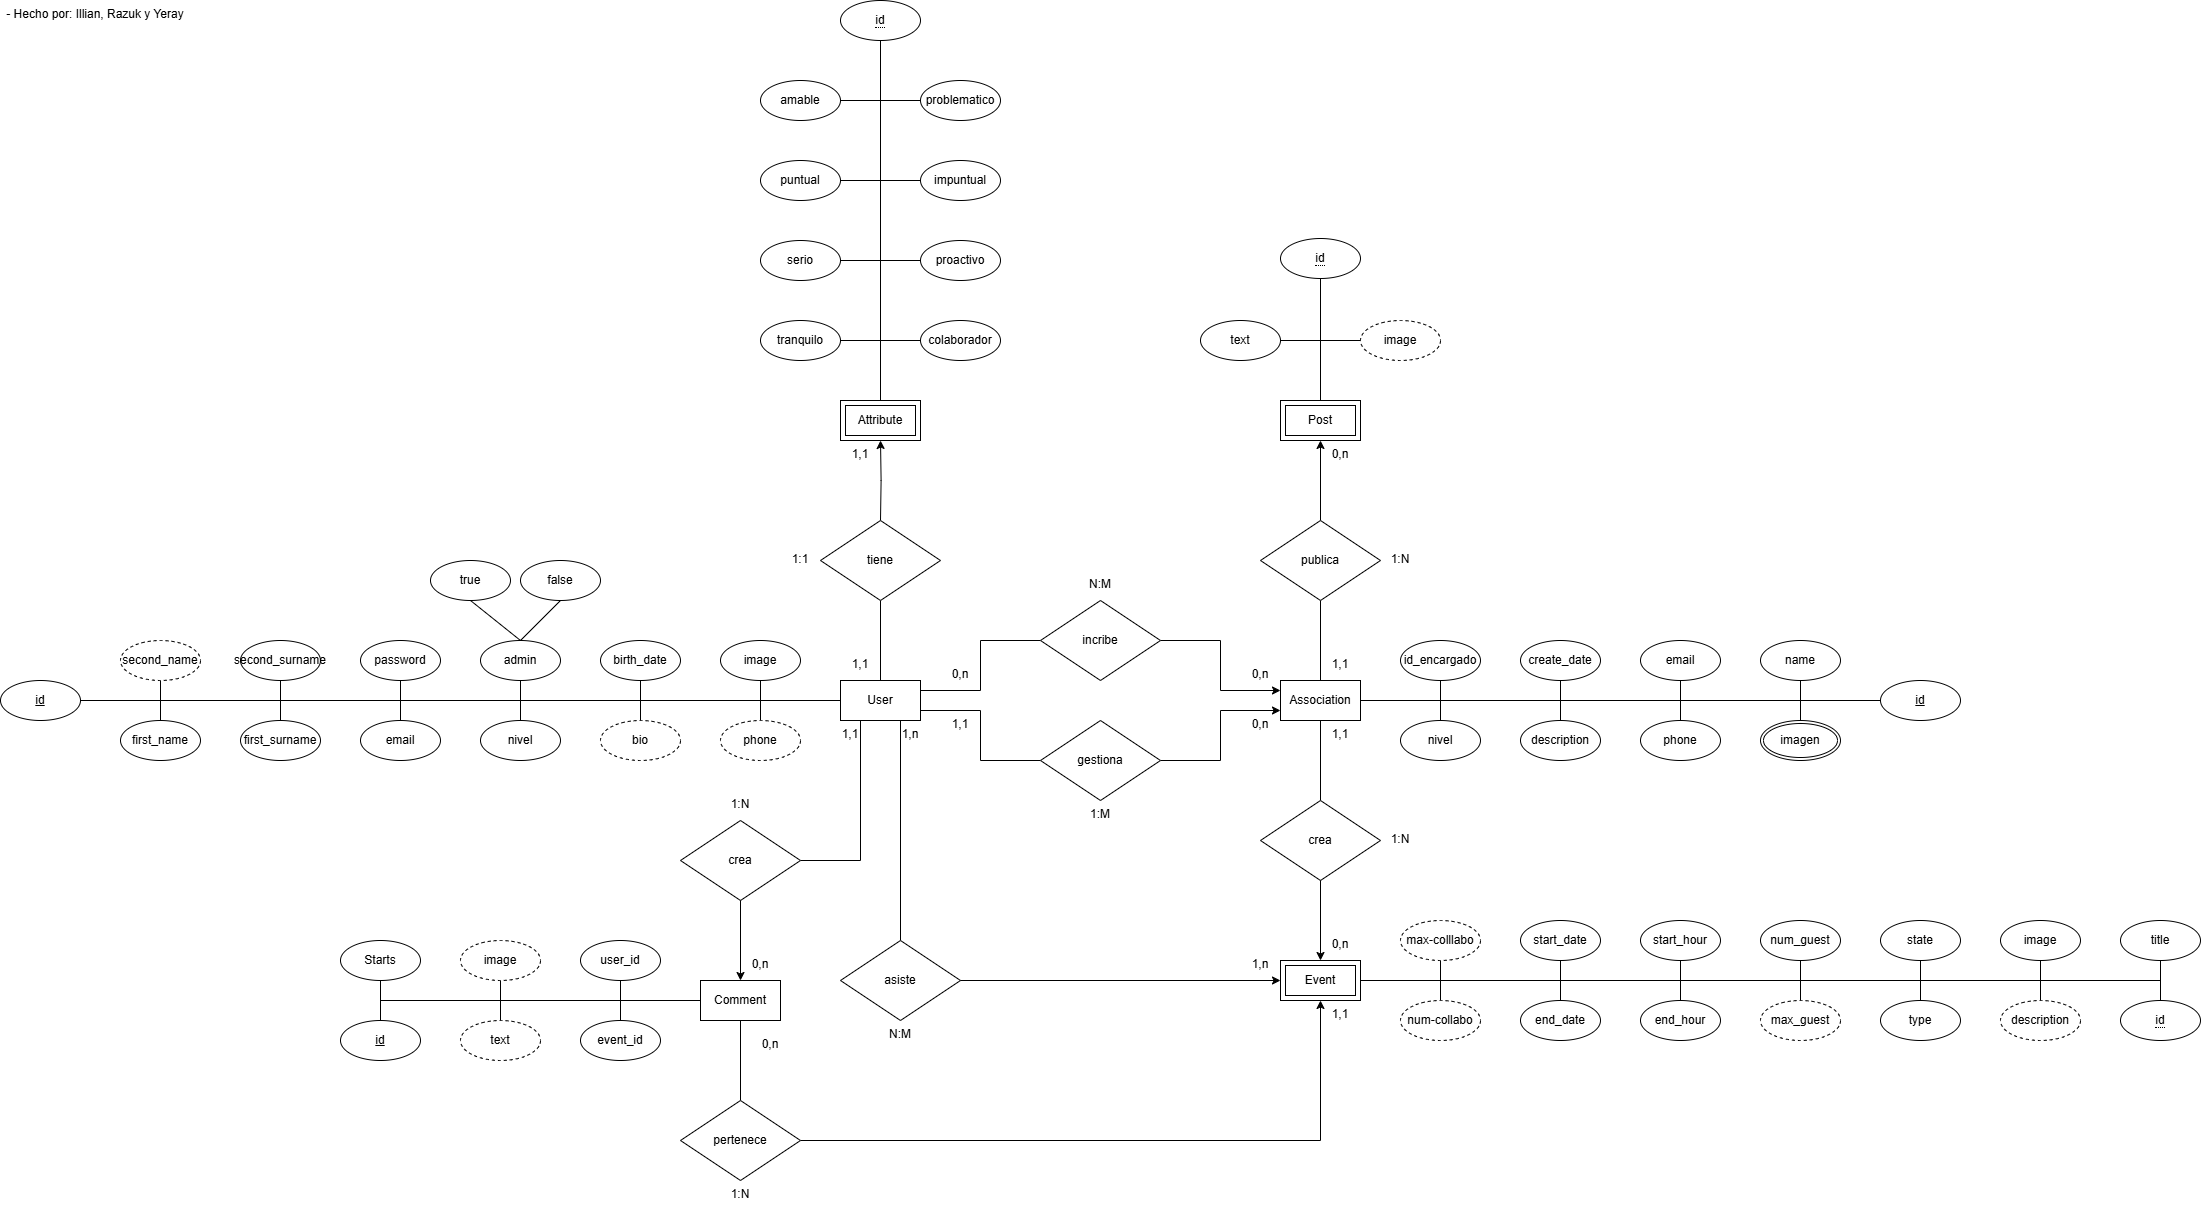 - Hecho por: Illian, Razuk y Yeray
id
amable
problematico
puntual
impuntual
serio
proactivo
id
tranquilo
colaborador
text
image
Attribute
Post
1,1
0,n
1:1
tiene
publica
1:N
true
false
N:M
incribe
second_name
second_surname
password
admin
birth_date
image
1,1
0,n
0,n
1,1
id_encargado
create_date
email
name
id
User
Association
id
first_name
first_surname
email
nivel
bio
phone
1,1
1,n
1,1
0,n
1,1
nivel
description
phone
imagen
gestiona
1:N
1:M
crea
crea
1:N
Starts
image
user_id
0,n
1,n
0,n
max-colllabo
start_date
start_hour
num_guest
state
image
title
Comment
asiste
Event
id
text
event_id
0,n
N:M
1,1
num-collabo
end_date
end_hour
max_guest
type
description
id
pertenece
1:N